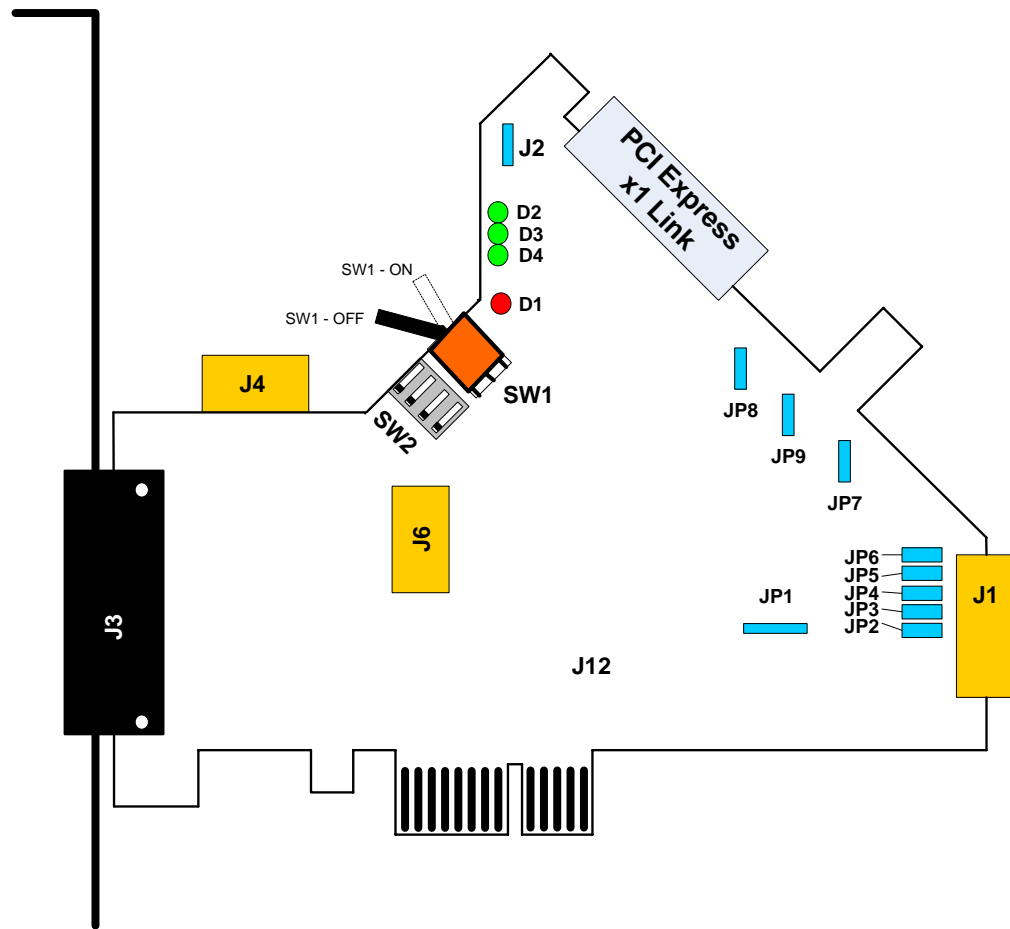 J2
PCI Express
x1 Link
D2
D3
D4
SW1 - ON
D1
SW1 - OFF
J4
SW1
SW2
JP8
JP9
JP7
J6
JP6
JP5
JP4
JP3
JP2
J1
JP1
J3
J12